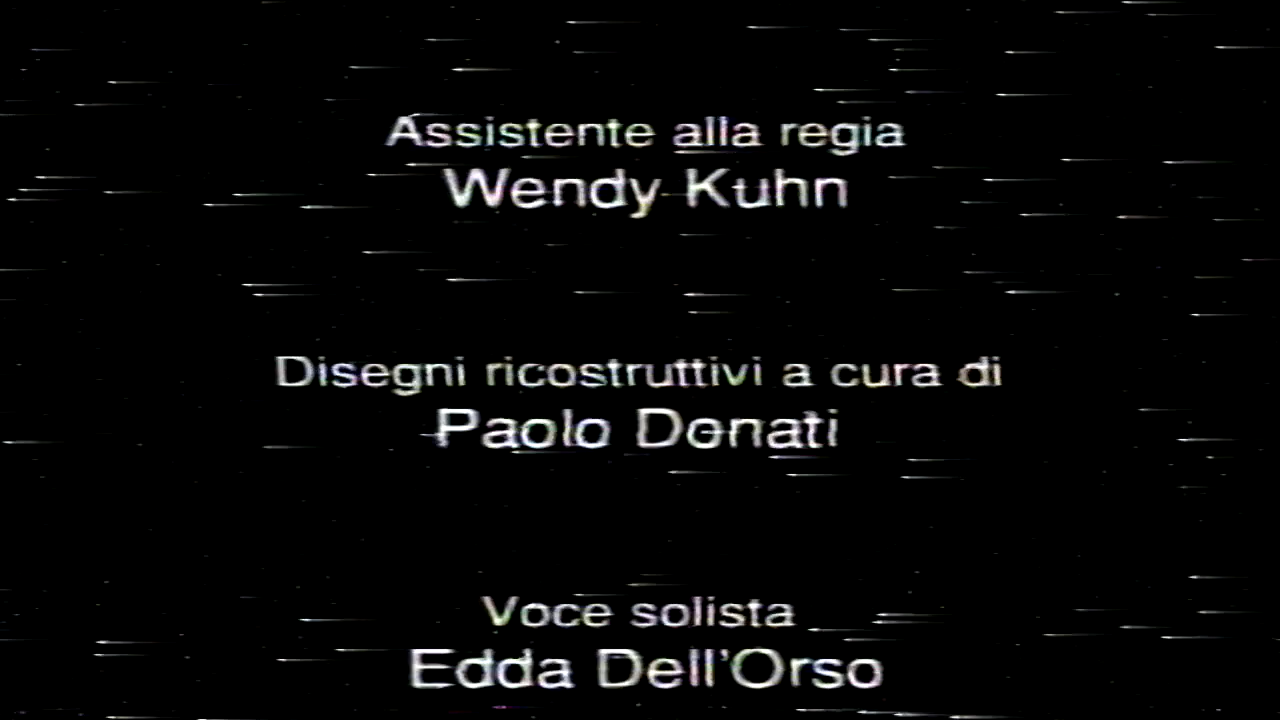 Assistente alla regia
Wendy Kuhn
Disegni ricostruttivi a cura di
Paolo Donati
Voce solista
Edda Dell'Orso